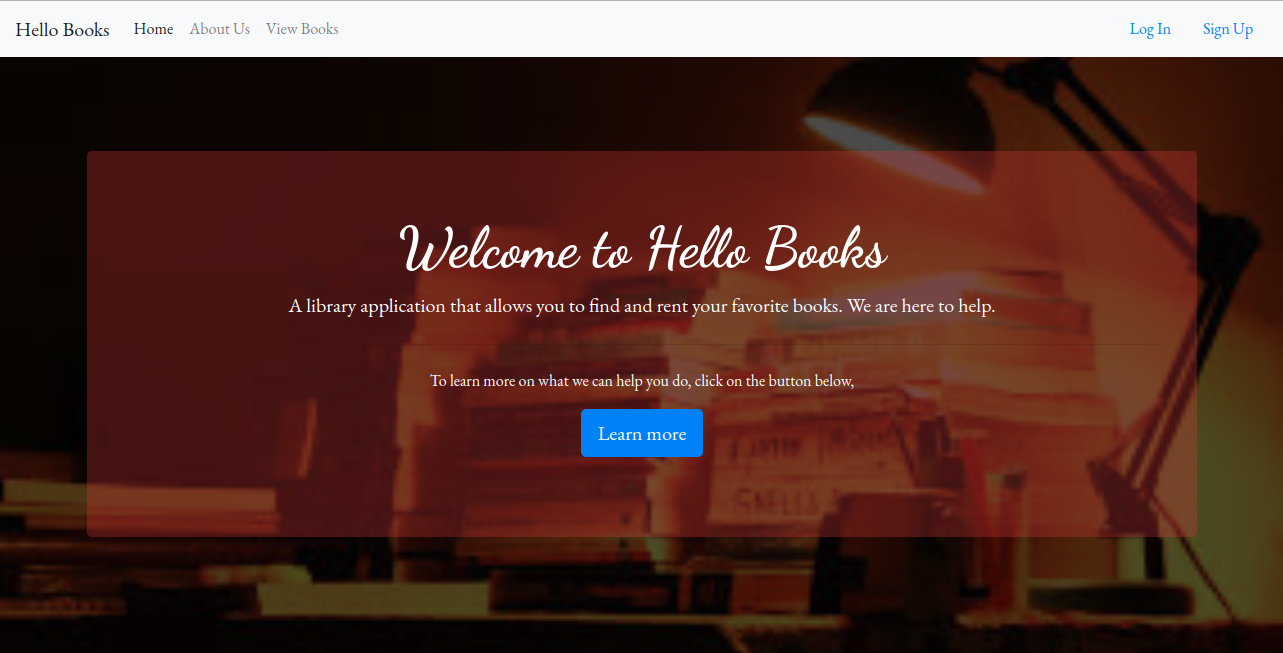 Hello Books Home About Us View Books Log In Sign Up
Welcome to Hello Books
A library application that allows you to find and rent your favorite books. We are here to help.
To learn more on what we can help you do, click on the button below,
Learn more